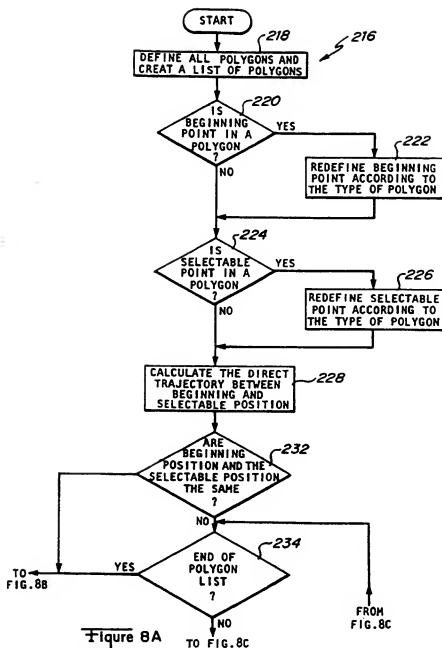 START
218
216
DEFINE ALL POLYGONS AND
CREAT A LIST OF POLYGONS
220
IS
BEGINNING
POINT IN A
POLYGON
?
YES
222
REDEFINE BEGINNING
POINT ACCORDING TO
THE TYPE OF POLYGON
NO
224
IS
SELECTABLE
POINT IN A
POLYGON
?
YES
226
REDEFINE SELECTABLE
POINT ACCORDING TO
THE TYPE OF POLYGON
NO
CALCULATE THE DIRECT
TRAJECTORY BETWEEN
BEGINNING AND
SELECTABLE POSITION
228
ARE
BEGINNING
POSITION AND THE
SELECTABLE POSITION
THE SAME
?
232
NO
234
END OF
POLYGON
LIST
?
YES
TO
FIG.8B
NO
FROM
FIG.8C
Figure 8A
TO FIG.8C